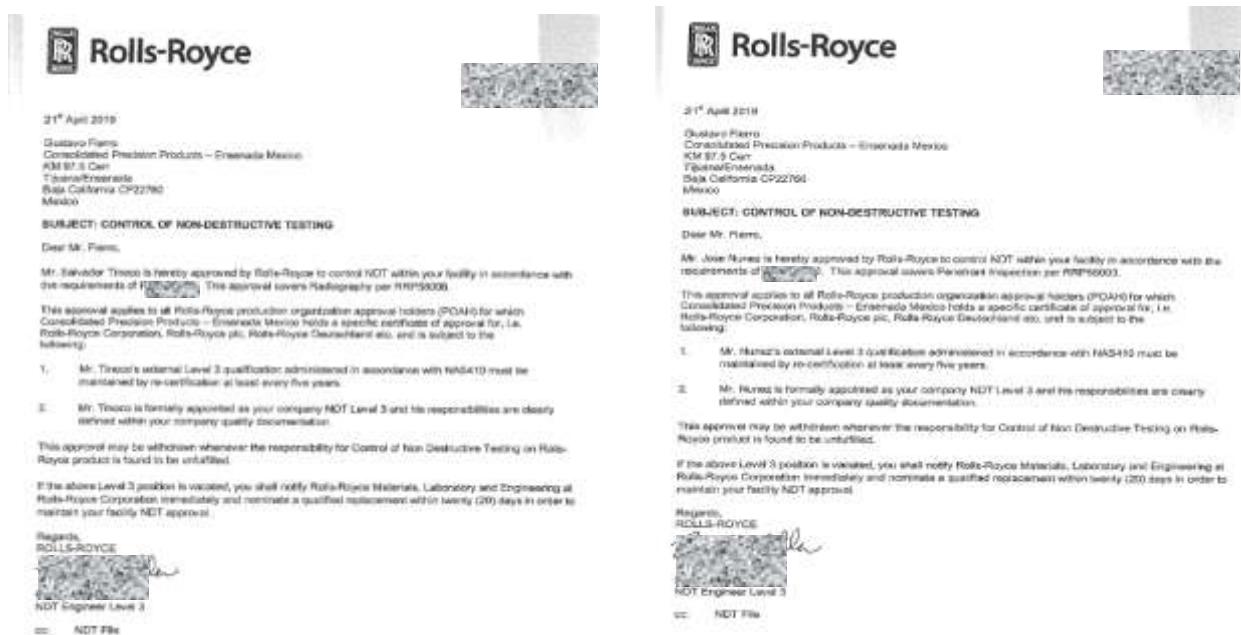 Rolls-Royce
21st April 2019
Gustavo Fierro
Consolidated Precision Products – Ensenada Mexico
KM 97.5 Carr
Tijuana/Ensenada
Baja California CP22760
Mexico
SUBJECT: CONTROL OF NON-DESTRUCTIVE TESTING
Dear Mr. Fierro,
Mr. Salvador Tinoco is hereby approved by Rolls-Royce to control NDT within your facility in accordance with
the requirements of This approval covers Radiography per
This approval applies to all Rolls-Royce production organization approval holders (POAH) for which
Consolidated Precision Products – Ensenada Mexico holds a specific certificate of approval for, i.e.
Rolls-Royce Corporation, Rolls-Royce plc, Rolls-Royce Deutschland etc. and is subject to the
following:
1. Mr. Tinoco's external Level 3 qualification administered in accordance with NAS410 must be
maintained by re-certification at least every five years.
2. Mr. Tinoco is formally appointed as your company NDT Level 3 and his responsibilities are clearly
defined within your company quality documentation.
This approval may be withdrawn whenever the responsibility for Control of Non Destructive Testing on Rolls-
Royce product is found to be unfulfilled.
If the above Level 3 position is vacated, you shall notify Rolls-Royce Materials, Laboratory and Engineering at
Rolls-Royce Corporation immediately and nominate a qualified replacement within twenty (20) days in order to
maintain your facility NDT approval.
Regards,
ROLLS-ROYCE
NDT Engineer Level 3
cc: NDT File
Rolls-Royce
21st April 2019
Gustavo Fierro
Consolidated Precision Products – Ensenada Mexico
KM 97.5 Carr
Tijuana/Ensenada
Baja California CP22760
Mexico
SUBJECT: CONTROL OF NON-DESTRUCTIVE TESTING
Dear Mr. Fierro,
Mr. Jose Nunez is hereby approved by Rolls-Royce to control NDT within your facility in accordance with the
requirements of This approval covers Penetrant Inspection per
This approval applies to all Rolls-Royce production organization approval holders (POAH) for which
Consolidated Precision Products – Ensenada Mexico holds a specific certificate of approval for, i.e.
Rolls-Royce Corporation, Rolls-Royce plc, Rolls-Royce Deutschland etc. and is subject to the
following:
1. Mr. Nunez's external Level 3 qualification administered in accordance with NAS410 must be
maintained by re-certification at least every five years.
2. Mr. Nunez is formally appointed as your company NDT Level 3 and his responsibilities are clearly
defined within your company quality documentation.
This approval may be withdrawn whenever the responsibility for Control of Non Destructive Testing on Rolls-
Royce product is found to be unfulfilled.
If the above Level 3 position is vacated, you shall notify Rolls-Royce Materials, Laboratory and Engineering at
Rolls-Royce Corporation immediately and nominate a qualified replacement within twenty (20) days in order to
maintain your facility NDT approval.
Regards,
ROLLS-ROYCE
NDT Engineer Level 3
cc: NDT File